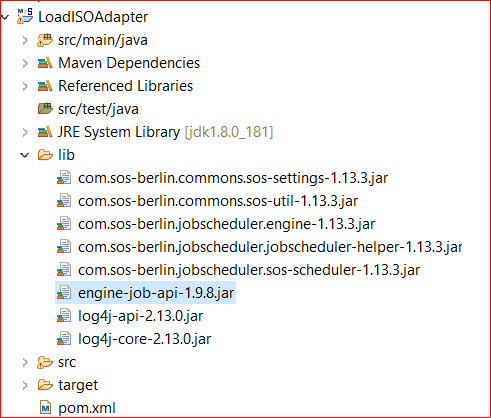 LoadISOAdapter
src/main/java
Maven Dependencies
Referenced Libraries
src/test/java
JRE System Library [jdk1.8.0_181]
lib
com.sos-berlin.commons.sos-settings-1.13.3.jar
com.sos-berlin.commons.sos-util-1.13.3.jar
com.sos-berlin.jobscheduler.engine-1.13.3.jar
com.sos-berlin.jobscheduler.jobscheduler-helper-1.13.3.jar
com.sos-berlin.jobscheduler.sos-scheduler-1.13.3.jar
engine-job-api-1.9.8.jar
log4j-api-2.13.0.jar
log4j-core-2.13.0.jar
src
target
pom.xml